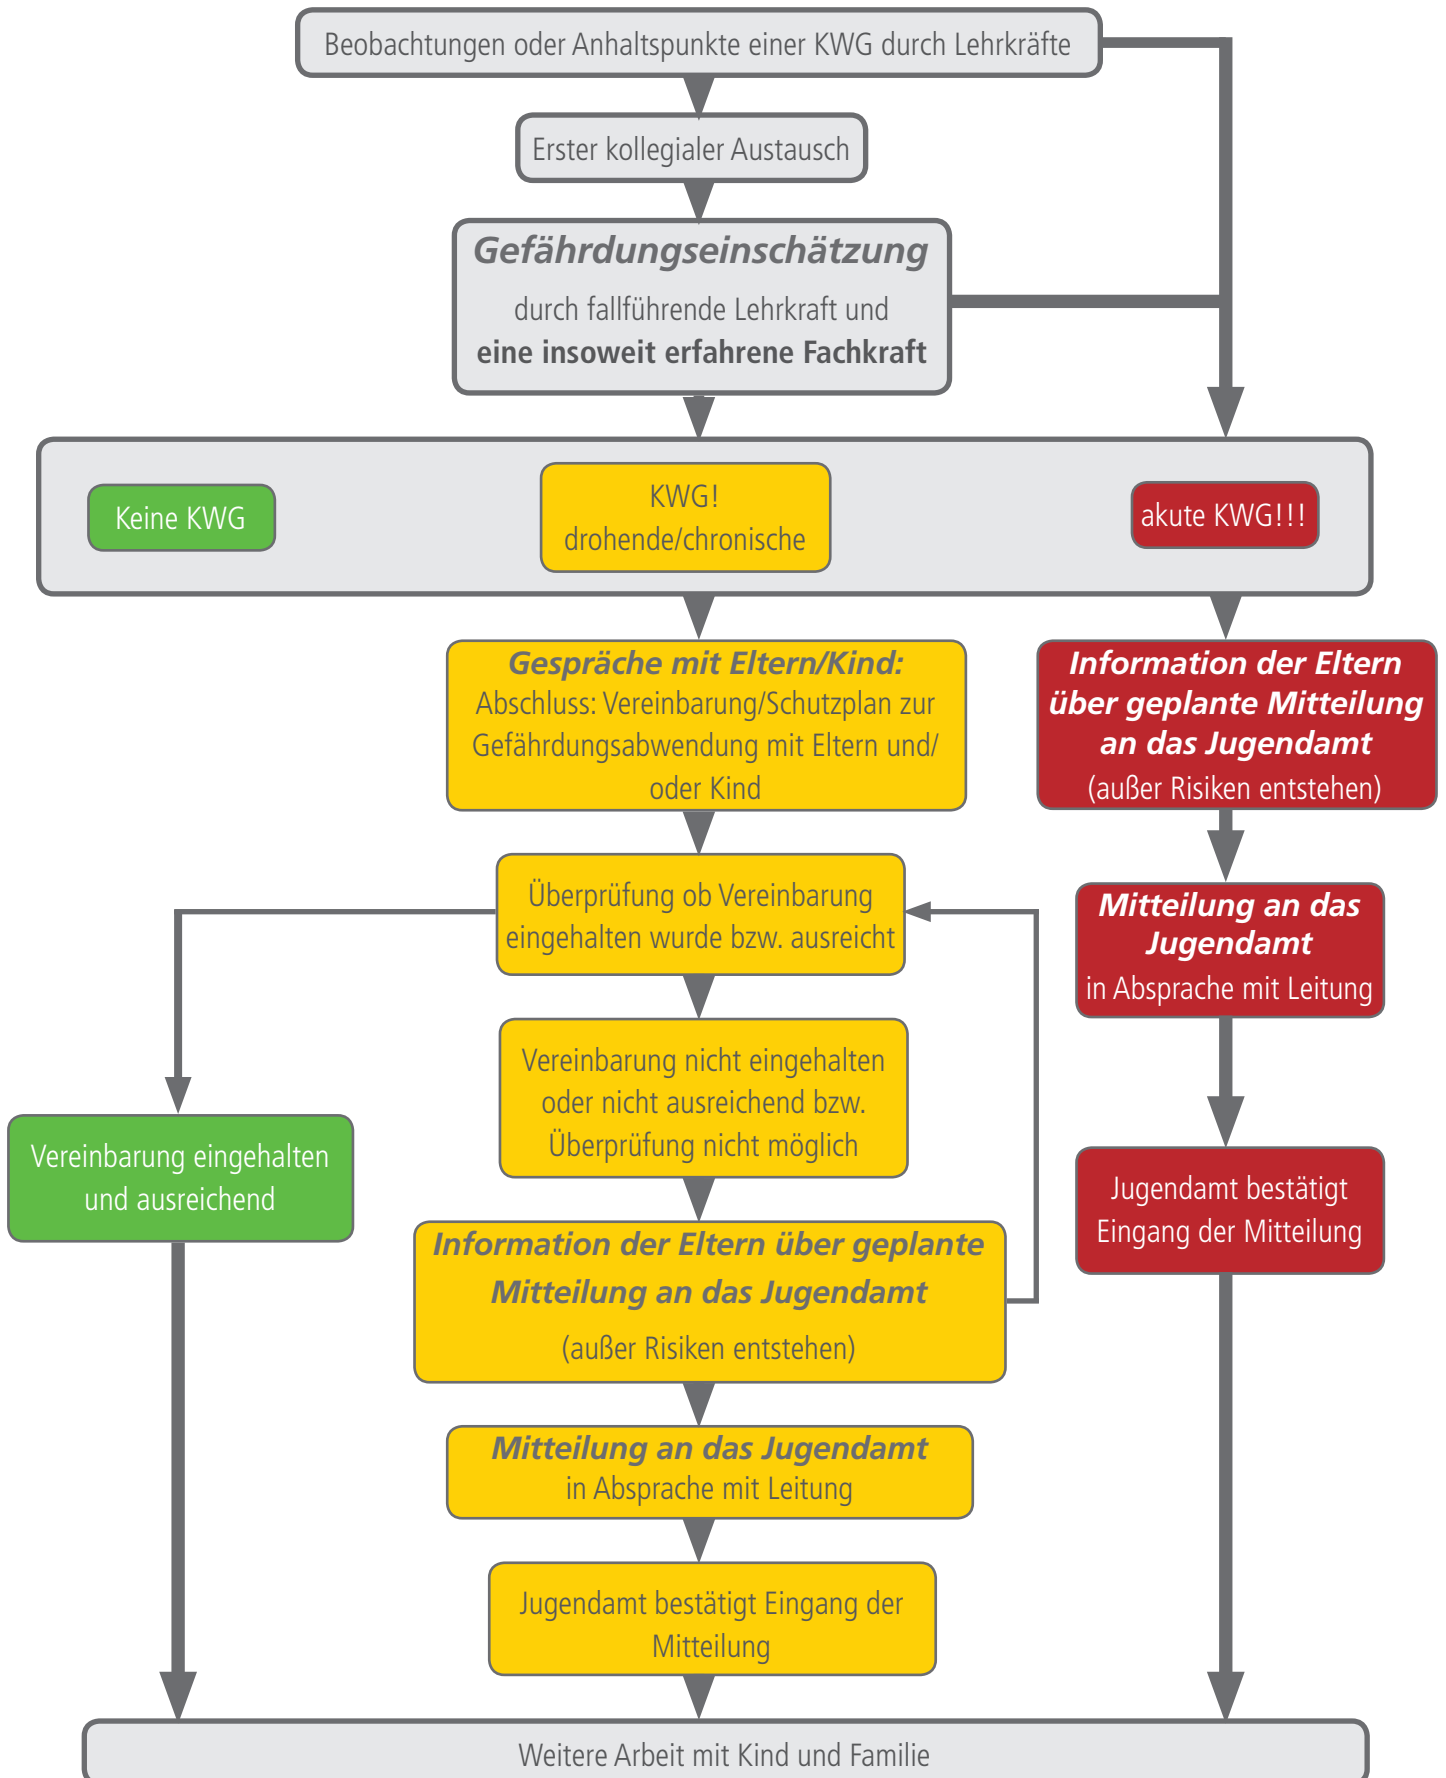 Beobachtungen oder Anhaltspunkte einer KWG durch Lehrkräfte
Erster kollegialer Austausch
Gefährdungseinschätzung
durch fallführende Lehrkraft und
eine insoweit erfahrene Fachkraft
Keine KWG
KWG!
drohende/chronische
akute KWG!!!
Gespräche mit Eltern/Kind:
Abschluss: Vereinbarung/Schutzplan zur
Gefährdungsabwendung mit Eltern und/
oder Kind
Information der Eltern
über geplante Mitteilung
an das Jugendamt
(außer Risiken entstehen)
Überprüfung ob Vereinbarung
eingehalten wurde bzw. ausreicht
Mitteilung an das
Jugendamt
in Absprache mit Leitung
Vereinbarung nicht eingehalten
oder nicht ausreichend bzw.
Überprüfung nicht möglich
Vereinbarung eingehalten
und ausreichend
Jugendamt bestätigt
Eingang der Mitteilung
Information der Eltern über geplante
Mitteilung an das Jugendamt
(außer Risiken entstehen)
Mitteilung an das Jugendamt
in Absprache mit Leitung
Jugendamt bestätigt Eingang der
Mitteilung
Weitere Arbeit mit Kind und Familie